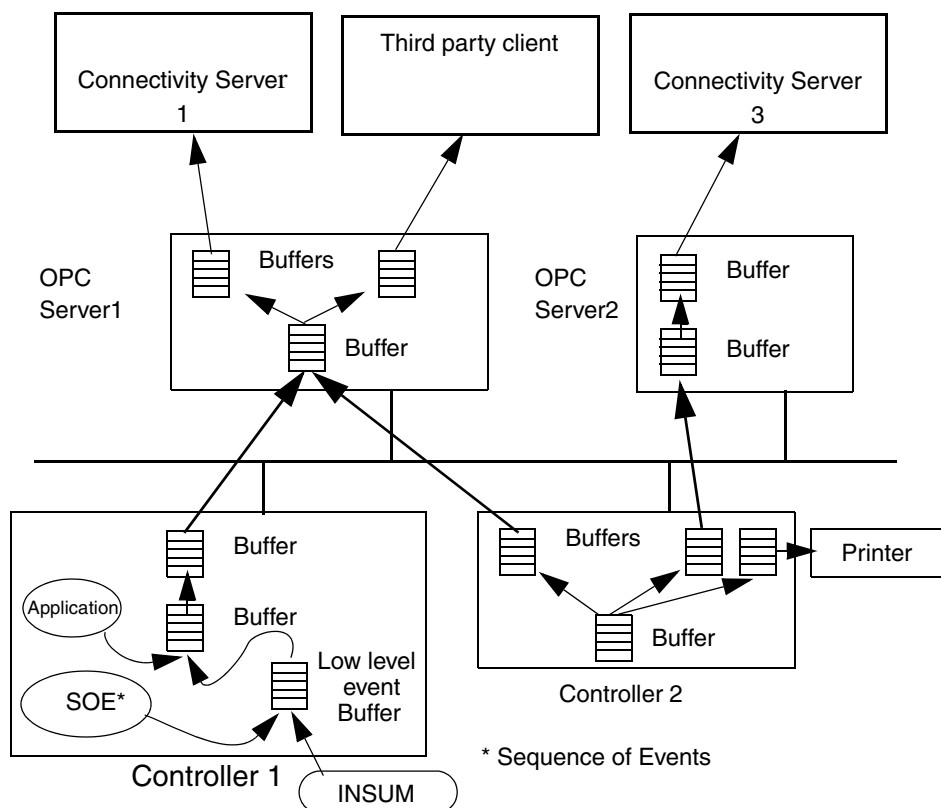 Connectivity Server
1
Third party client
Connectivity Server
3
OPC
Server1
Buffers
Buffer
OPC
Server2
Buffer
Buffer
Buffer
Buffer
Application
SOE*
Low level
event
Buffer
Controller 1
INSUM
Buffers
Buffer
Printer
Controller 2
* Sequence of Events